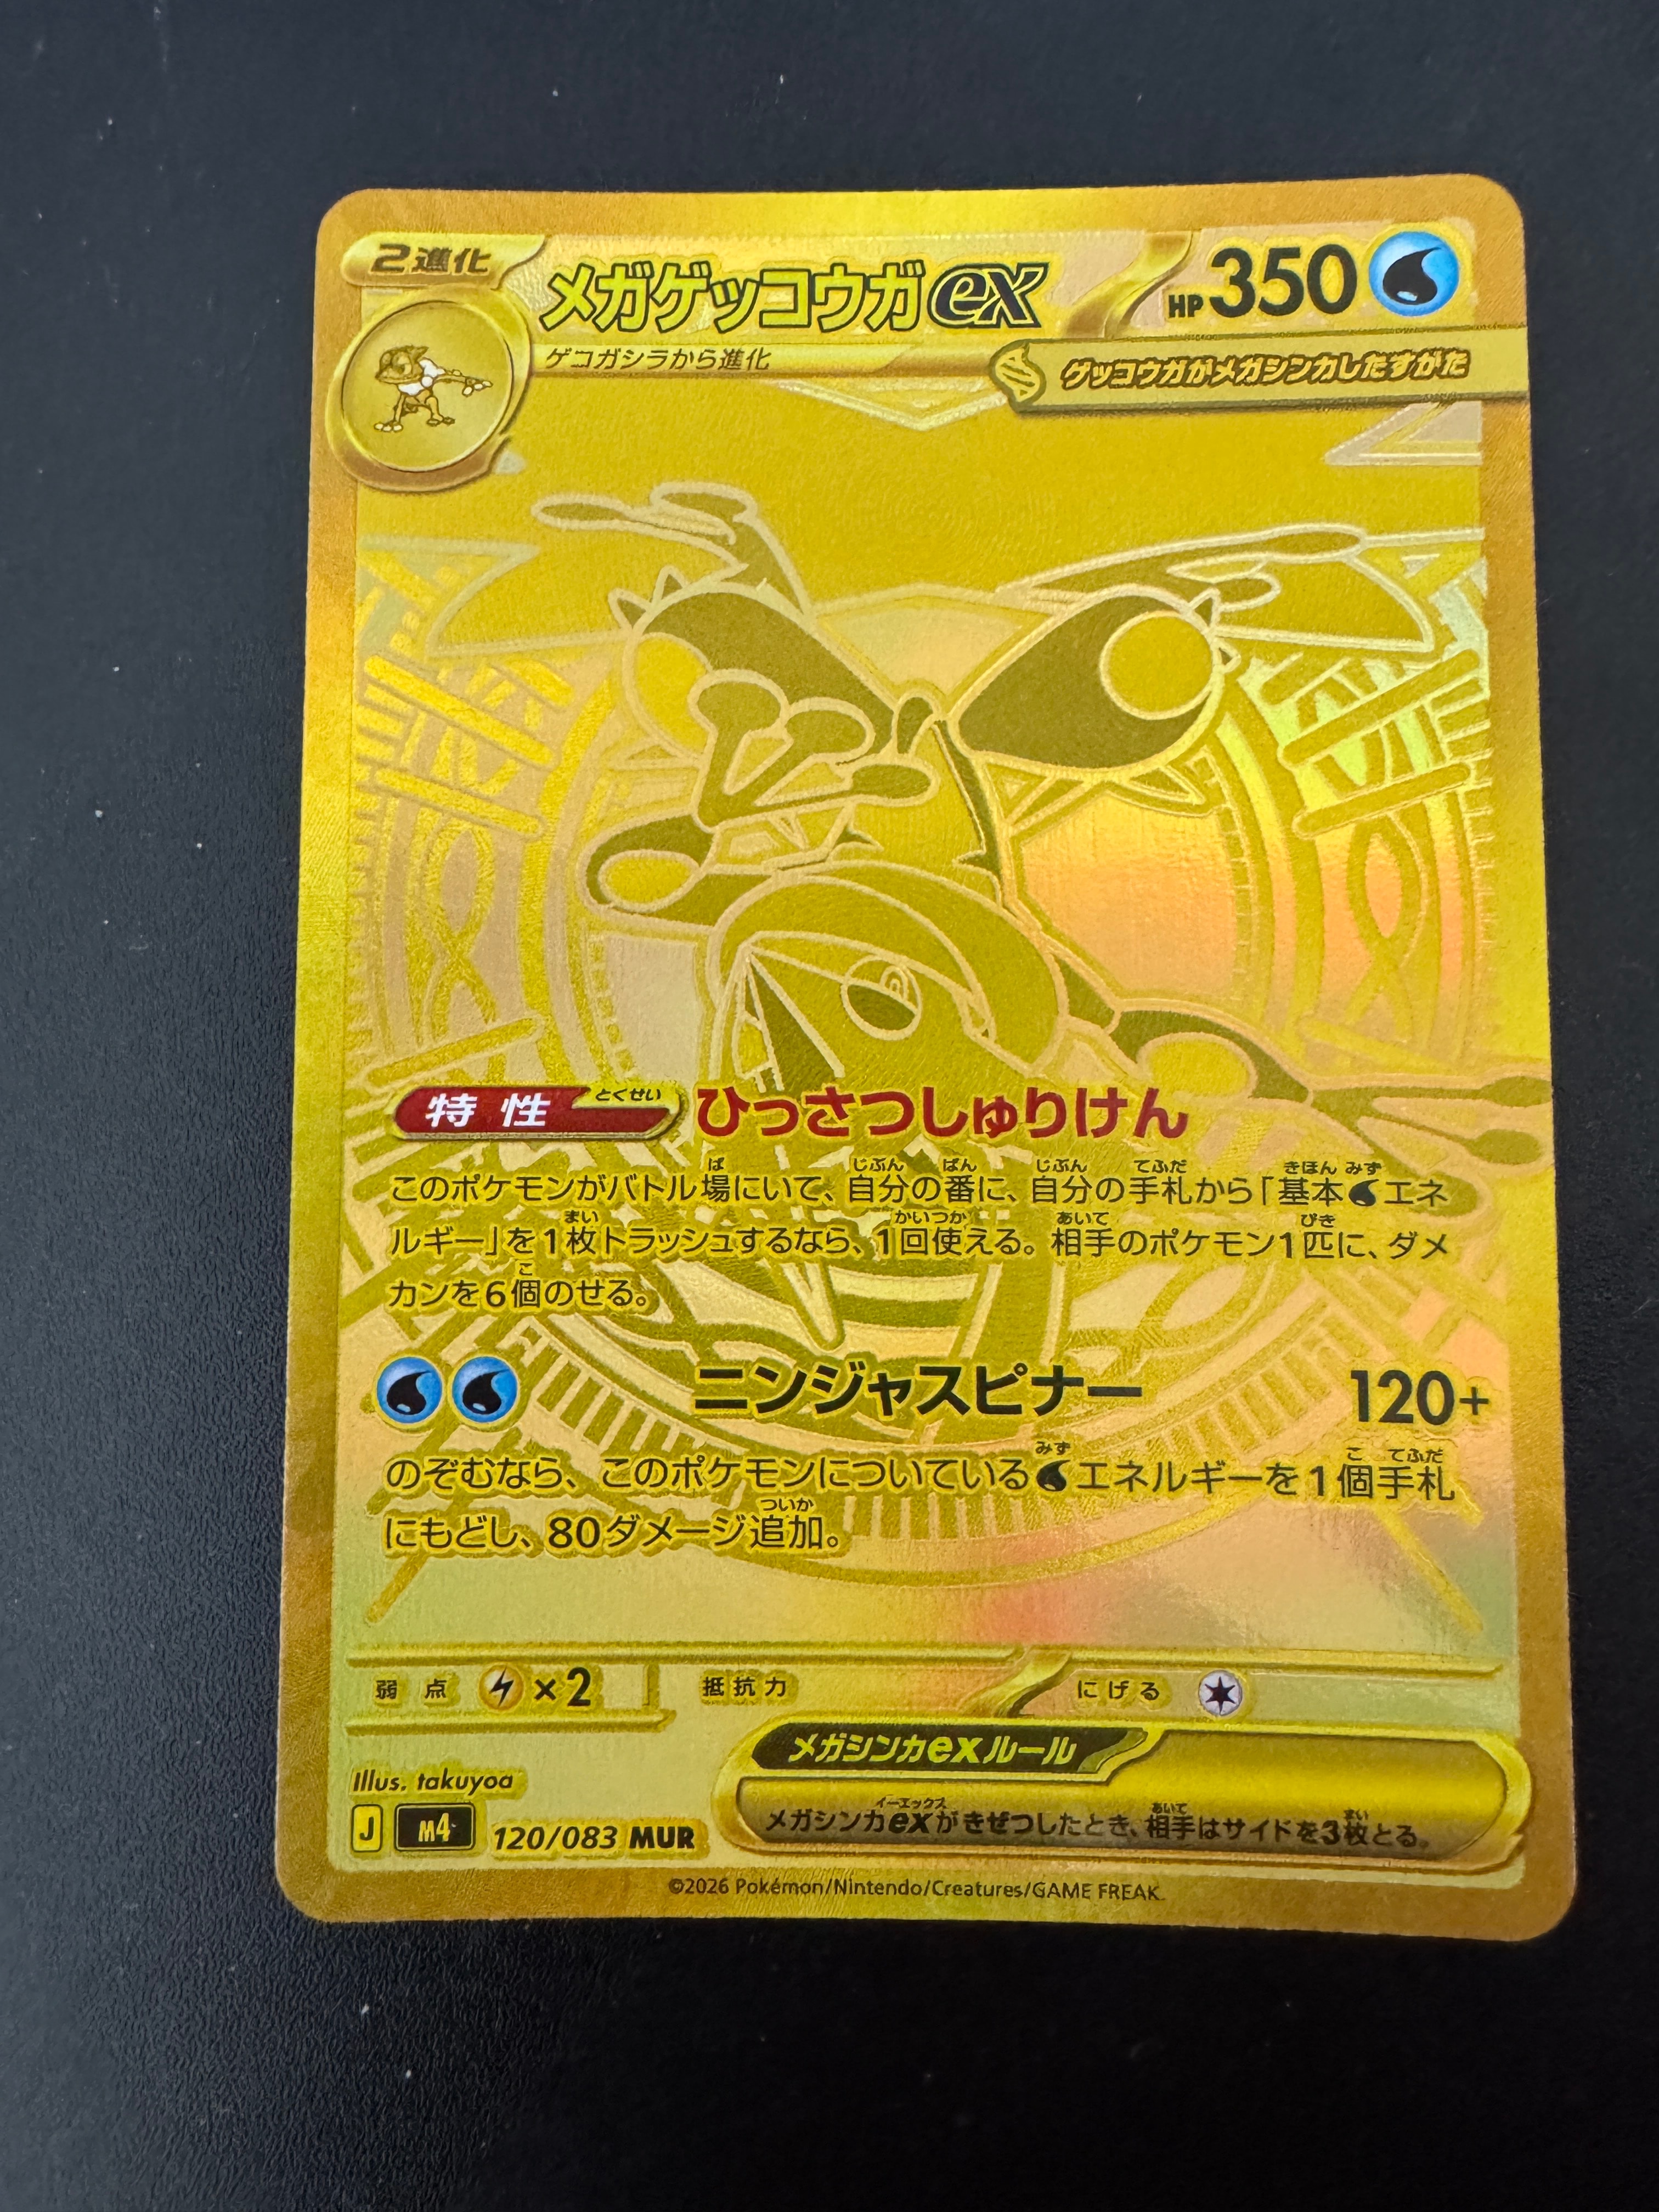 2進化
メガゲッコウガex
HP350
ゲコガシラから進化
ゲッコウガがメガシンカしたすがた
特性 とくせい ひっさつしゅりけん
このポケモンがバトル場にいて、自分の番に、自分の手札から「基本エネ
ルギー」を1枚トラッシュするなら、1回使える。相手のポケモン1匹に、ダメ
カンを6個のせる。
ニンジャスピナー 120+
のぞむなら、このポケモンについているエネルギーを1個手札
にもどし、80ダメージ追加。
弱点 ×2 抵抗力 にげる
メガシンカexルール
メガシンカexがきぜつしたとき、相手はサイドを3枚とる。
Illus. takuyoa
J M4 120/083 MUR
©2026 Pokémon/Nintendo/Creatures/GAME FREAK.